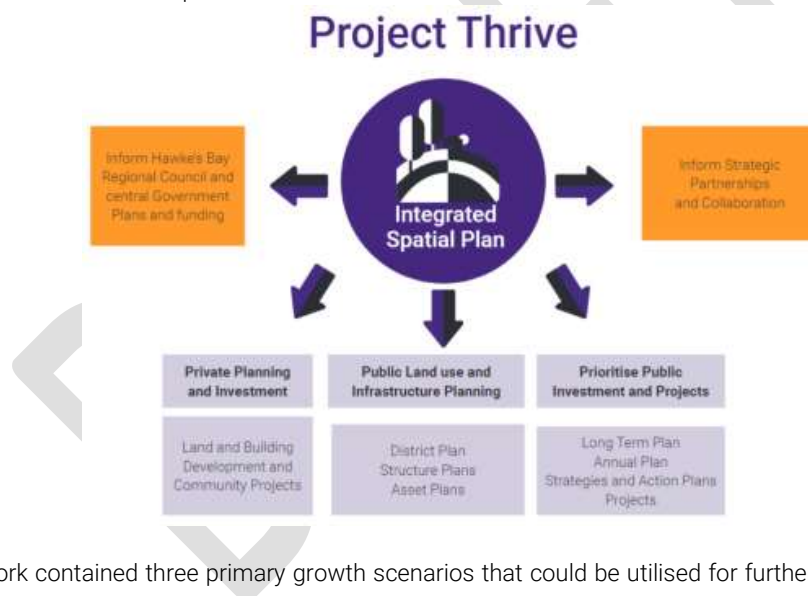 Project Thrive
Inform Hawke's Bay
Regional Council and
central Government
Plans and funding
Integrated
Spatial Plan
Inform Strategic
Partnerships
and Collaboration
Private Planning
and Investment
Public Land use and
Infrastructure Planning
Prioritise Public
Investment and Projects
Land and Building
Development and
Community Projects
District Plan
Structure Plans
Asset Plans
Long Term Plan
Annual Plan
Strategies and Action Plans
Projects
ork contained three primary growth scenarios that could be utilised for furthe